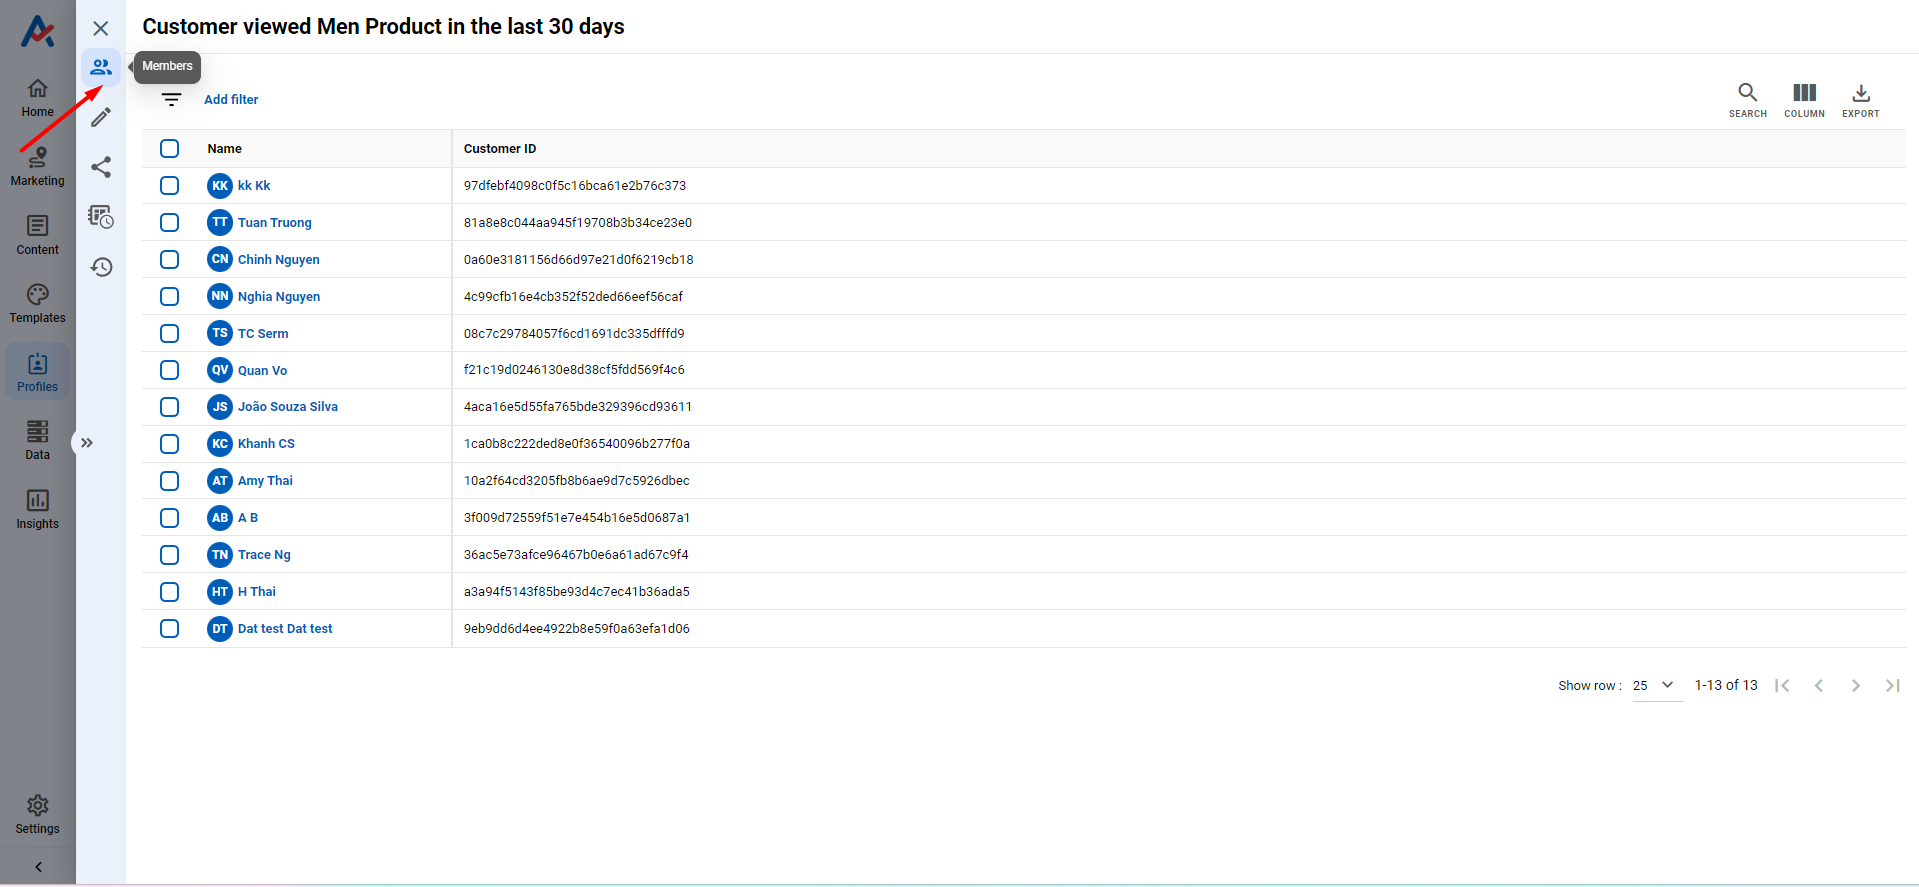 Customer viewed Men Product in the last 30 days
Members
Add filter
SEARCH
COLUMN
EXPORT
Home
Marketing
Content
Templates
Profiles
Data
Insights
Settings
Name Customer ID
KK kk Kk 97dfebf4098c0f5c16bca61e2b76c373
TT Tuan Truong 81a8e8c044aa945f19708b3b34ce23e0
CN Chinh Nguyen 0a60e3181156d66d97e21d0f6219cb18
NN Nghia Nguyen 4c99cfb16e4cb352f52ded66eef56caf
TS TC Serm 08c7c29784057f6cd1691dc335dfffd9
QV Quan Vo f21c19d0246130e8d38cf5fdd569f4c6
JS João Souza Silva 4aca16e5d55fa765bde329396cd93611
KC Khanh CS 1ca0b8c222ded8e0f36540096b277f0a
AT Amy Thai 10a2f64cd3205fb8b6ae9d7c5926dbec
AB A B 3f009d72559f51e7e454b16e5d0687a1
TN Trace Ng 36ac5e73afce96467b0e6a61ad67c9f4
HT H Thai a3a94f5143f85be93d4c7ec41b36ada5
DT Dat test Dat test 9eb9dd6d4ee4922b8e59f0a63efa1d06
Show row : 25 1-13 of 13